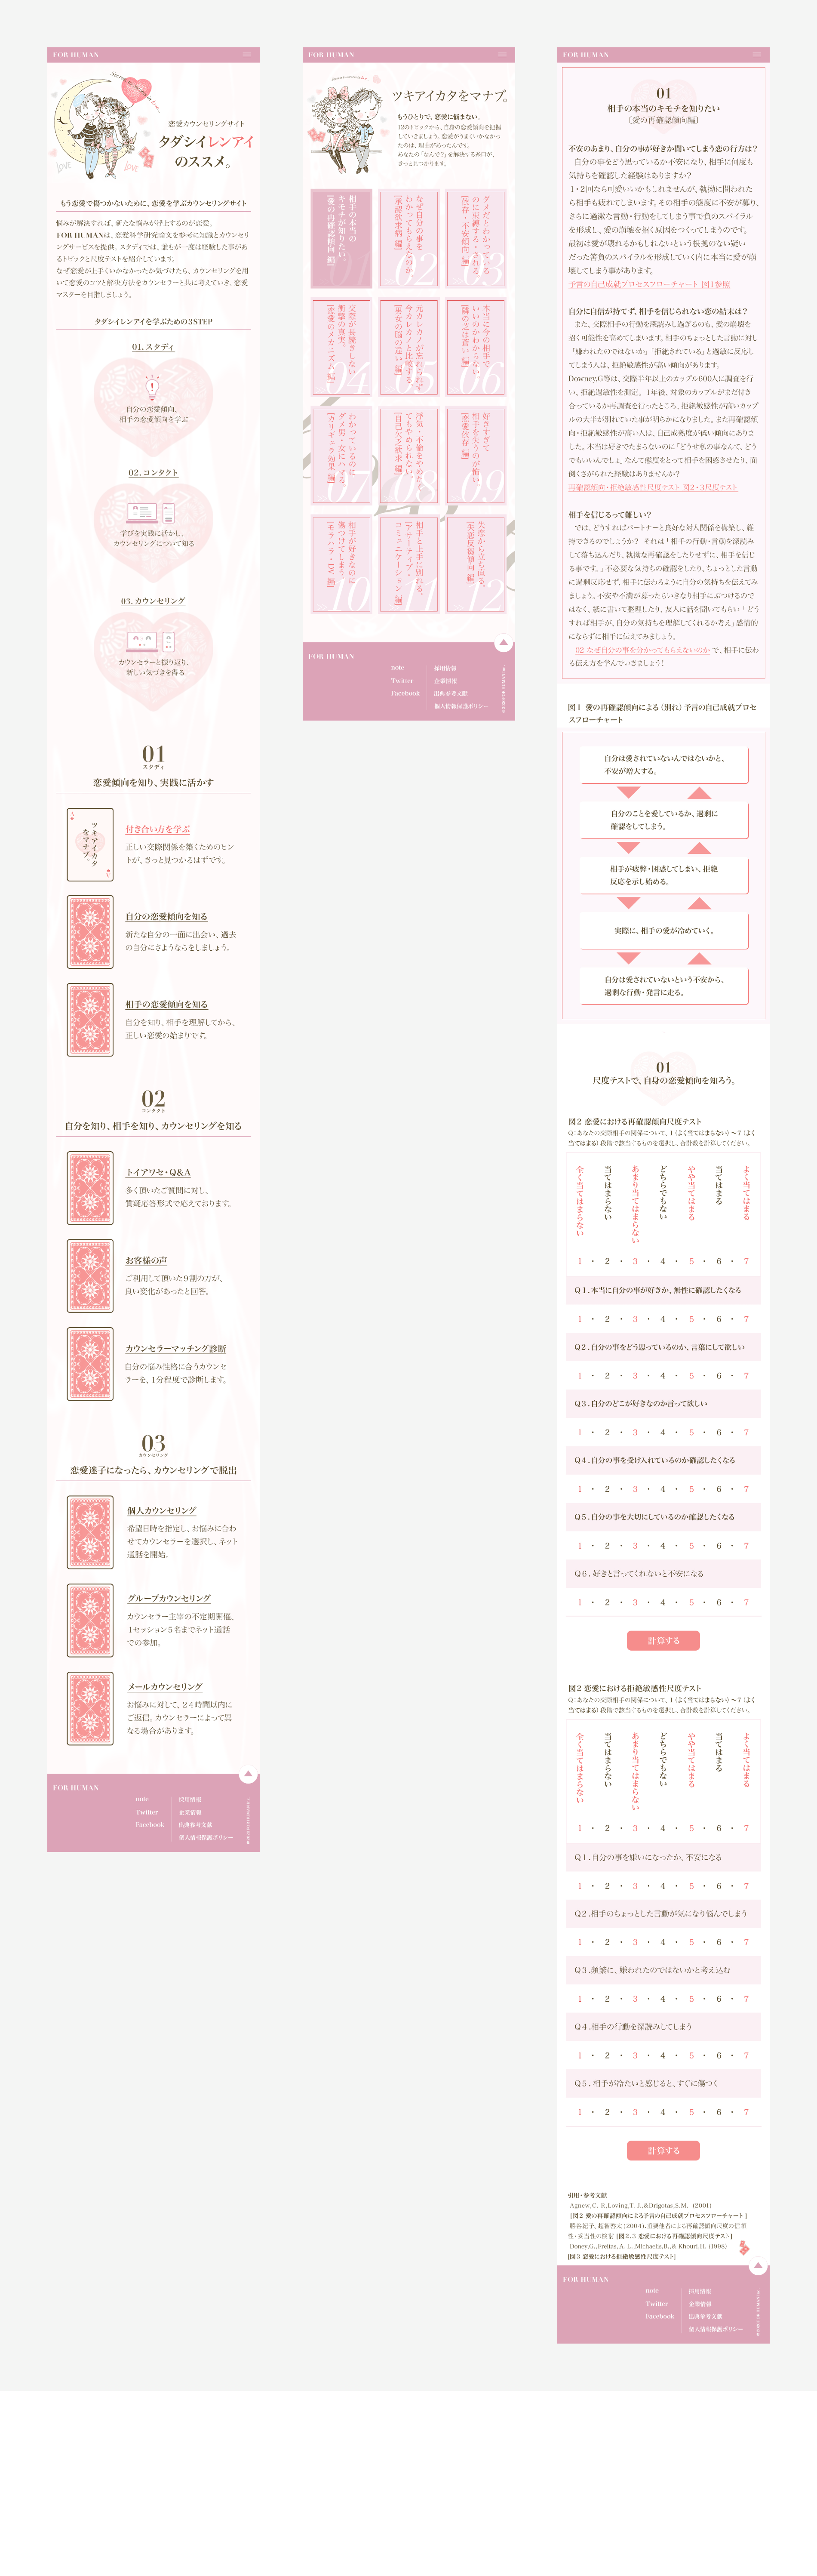 FOR HUMAN
Secret
love
love
恋愛カウンセリングサイト
タダシイレンアイ
のススメ。
もう恋愛で傷つかないために、恋愛を学ぶカウンセリングサイト
悩みが解決すれば、新たな悩みが浮上するのが恋愛。
FOR HUMANは、恋愛科学研究論文を参考に知識とカウンセリ
ングサービスを提供。スタディでは、誰もが一度は経験した事があ
るトピックと尺度テストを紹介しています。
なぜ恋愛が上手くいかなかったか気づけたら、カウンセリングを用
いて恋愛のコツと解決方法をカウンセラーと共に考えていき、恋愛
マスターを目指しましょう。
タダシイレンアイを学ぶための3STEP
01. スタディ
自分の恋愛傾向、
相手の恋愛傾向を学ぶ
02. コンタクト
学びを実践に活かし、
カウンセリングについて知る
03. カウンセリング
カウンセラーと振り返り、
新しい気づきを得る
01
スタディ
恋愛傾向を知り、実践に活かす
ツキアイカタ
をマナブ。
付き合い方を学ぶ
正しい交際関係を築くためのヒン
トが、きっと見つかるはずです。
自分の恋愛傾向を知る
新たな自分の一面に出会い、過去
の自分にさようならをしましょう。
相手の恋愛傾向を知る
自分を知り、相手を理解してから、
正しい恋愛の始まりです。
02
コンタクト
自分を知り、相手を知り、カウンセリングを知る
トイアワセ・Q&A
多く頂いたご質問に対し、
質疑応答形式で応えております。
お客様の声
ご利用して頂いた９割の方が、
良い変化があったと回答。
カウンセラーマッチング診断
自分の悩み性格に合うカウンセ
ラーを、１分程度で診断します。
03
カウンセリング
恋愛迷子になったら、カウンセリングで脱出
個人カウンセリング
希望日時を指定し、お悩みに合わ
せてカウンセラーを選択し、ネット
通話を開始。
グループカウンセリング
カウンセラー主宰の不定期開催、
１セッション５名までネット通話
での参加。
メールカウンセリング
お悩みに対して、２４時間以内に
ご返信。カウンセラーによって異
なる場合があります。
FOR HUMAN
note
Twitter
Facebook
採用情報
企業情報
出典参考文献
個人情報保護ポリシー
FOR HUMAN
ツキアイカタをマナブ。
もうひとりで、恋愛に悩まない。
12のトピックから、自身の恋愛傾向を把握
していきましょう。恋愛がうまくいかなかっ
たのは、理由があったんです。
あなたの「なんで？」を解決する糸口が、
きっと見つかります。
相手の本当の
キモチが知りたい。
[愛の再確認傾向 編]
01
なぜ自分の事を
わかってもらえないのか
[承認欲求病 編]
02
ダメだとわかっている
のに束縛する・される。
[依存・不安傾向 編]
03
交際が長続きしない
衝撃の真実。
[恋愛のメカニズム 編]
04
元カレカノが忘れられず
今カレカノと比較する
[男女の脳の違い 編]
05
本当に今の相手で
いいのかわからない
[隣の芝は蒼い 編]
06
わかっているのに
ダメ男・女にハマる
[カリギュラ効果 編]
07
浮気・不倫をやめたく
てもやめられない。
[自己欠乏欲求 編]
08
好きすぎて
相手を失うのが怖い。
[恋愛依存 編]
09
相手が好きなのに
傷つけてしまう
[モラハラ・DV 編]
10
相手と上手に別れる。
[アサーティブ・
コミュニケーション 編]
11
失恋から立ち直る。
[失恋反芻傾向 編]
12
FOR HUMAN
note
Twitter
Facebook
採用情報
企業情報
出典参考文献
個人情報保護ポリシー
FOR HUMAN
01
相手の本当のキモチを知りたい
［愛の再確認傾向編］
不安のあまり、自分の事が好きか聞いてしまう恋の行方は？
自分の事をどう思っているか不安になり、相手に何度も
気持ちを確認した経験はありますか？
１・２回なら可愛いいかもしれませんが、執拗に問われた
ら相手も疲れてしまいます。その相手の態度に不安が募り、
さらに過激な言動・行動をしてしまう事で負のスパイラル
を形成し、愛の崩壊を招く原因をつくってしまうのです。
最初は愛が壊れるかもしれないという根拠のない疑い
だった筈負のスパイラルを形成していく内に本当に愛が崩
壊してしまう事があります。
予言の自己成就プロセスフローチャート 図１参照
自分に自信が持てず、相手を信じられない恋の結末は？
また、交際相手の行動を深読みし過ぎるのも、愛の崩壊を
招く可能性を高めてしまいます。相手のちょっとした言動に対し
「嫌われたのではないか」「拒絶されている」と過敏に反応し
てしまう人は、拒絶敏感性が高い傾向があります。
Downey,G等は、交際半年以上のカップル600人に調査を行
い、拒絶過敏性を測定。１年後、対象のカップルがまだ付き
合っているか再調査を行ったところ、拒絶敏感性が高いカップ
ルの大半が別れていた事が明らかになりました。また再確認傾
向・拒絶敏感性が高い人は、自己成熟度が低い傾向にありま
した。本当は好きでたまらないのに『どうせ私の事なんて、どう
でもいいんでしょ』なんて態度をとって相手を困惑させたり、面
倒くさがられた経験はありませんか？
再確認傾向・拒絶敏感性尺度テスト 図２・３尺度テスト
相手を信じるって難しい？
では、どうすればパートナーと良好な対人関係を構築し、維
持できるのでしょうか？ それは「相手の行動・言動を深読み
して落ち込んだり、執拗な再確認をしたりせずに、相手を信じ
る事です。」不必要な気持ちの確認をしたり、ちょっとした言動
に過剰反応せず、相手に伝わるように自分の気持ちを伝えてみ
ましょう。不安や不満が募ったらいきなり相手にぶつけるので
はなく、紙に書いて整理したり、友人に話を聞いてもらい「どう
すれば相手が、自分の気持ちを理解してくれるか考え」感情的
にならずに相手に伝えてみましょう。
02 なぜ自分の事を分かってもらえないのか で、相手に伝わ
る伝え方を学んでいきましょう！
図１ 愛の再確認傾向による（別れ）予言の自己成就プロセ
スフローチャート
自分は愛されていないんではないかと、
不安が増大する。
自分のことを愛しているか、過剰に
確認をしてしまう。
相手が疲弊・困惑してしまい、拒絶
反応を示し始める。
実際に、相手の愛が冷めていく。
自分は愛されていないという不安から、
過剰な行動・発言に走る。
01
尺度テストで、自身の恋愛傾向を知ろう。
図２ 恋愛における再確認傾向尺度テスト
Q：あなたの交際相手の関係について、１（よく当てはまらない）〜７（よく
当てはまる）段階で該当するものを選択し、合計数を計算してください。
全く当てはまらない
当てはまらない
あまり当てはまらない
どちらでもない
やや当てはまる
当てはまる
よく当てはまる
1 ・ 2 ・ 3 ・ 4 ・ 5 ・ 6 ・ 7
Q１.本当に自分の事が好きか、無性に確認したくなる
1 ・ 2 ・ 3 ・ 4 ・ 5 ・ 6 ・ 7
Q２.自分の事をどう思っているのか、言葉にして欲しい
1 ・ 2 ・ 3 ・ 4 ・ 5 ・ 6 ・ 7
Q３.自分のどこが好きなのか言って欲しい
1 ・ 2 ・ 3 ・ 4 ・ 5 ・ 6 ・ 7
Q４.自分の事を受け入れているのか確認したくなる
1 ・ 2 ・ 3 ・ 4 ・ 5 ・ 6 ・ 7
Q５.自分の事を大切にしているのか確認したくなる
1 ・ 2 ・ 3 ・ 4 ・ 5 ・ 6 ・ 7
Q６. 好きと言ってくれないと不安になる
1 ・ 2 ・ 3 ・ 4 ・ 5 ・ 6 ・ 7
計算する
図２ 恋愛における拒絶敏感性尺度テスト
Q：あなたの交際相手の関係について、１（よく当てはまらない）〜７（よく
当てはまる）段階で該当するものを選択し、合計数を計算してください。
全く当てはまらない
当てはまらない
あまり当てはまらない
どちらでもない
やや当てはまる
当てはまる
よく当てはまる
1 ・ 2 ・ 3 ・ 4 ・ 5 ・ 6 ・ 7
Q１.自分の事を嫌いになったか、不安になる
1 ・ 2 ・ 3 ・ 4 ・ 5 ・ 6 ・ 7
Q２.相手のちょっとした言動が気になり悩んでしまう
1 ・ 2 ・ 3 ・ 4 ・ 5 ・ 6 ・ 7
Q３.頻繁に、嫌われたのではないかと考え込む
1 ・ 2 ・ 3 ・ 4 ・ 5 ・ 6 ・ 7
Q４.相手の行動を深読みしてしまう
1 ・ 2 ・ 3 ・ 4 ・ 5 ・ 6 ・ 7
Q５. 相手が冷たいと感じると、すぐに傷つく
1 ・ 2 ・ 3 ・ 4 ・ 5 ・ 6 ・ 7
計算する
引用・参考文献
Agnew,C. R,Loving,T. J.,&Drigotas,S.M. (2001)
[図２ 愛の再確認傾向による予言の自己成就プロセスフローチャート ]
勝谷紀子, 超智啓太(2004).重要他者による再確認傾向尺度の信頼
性・妥当性の検討 [図2.3 恋愛における再確認傾向尺度テスト]
Doney,G.,Freitas,A. L.,Michaelis,B.,& Khouri,H. (1998)
[図３ 恋愛における拒絶敏感性尺度テスト]
FOR HUMAN
note
Twitter
Facebook
採用情報
企業情報
出典参考文献
個人情報保護ポリシー